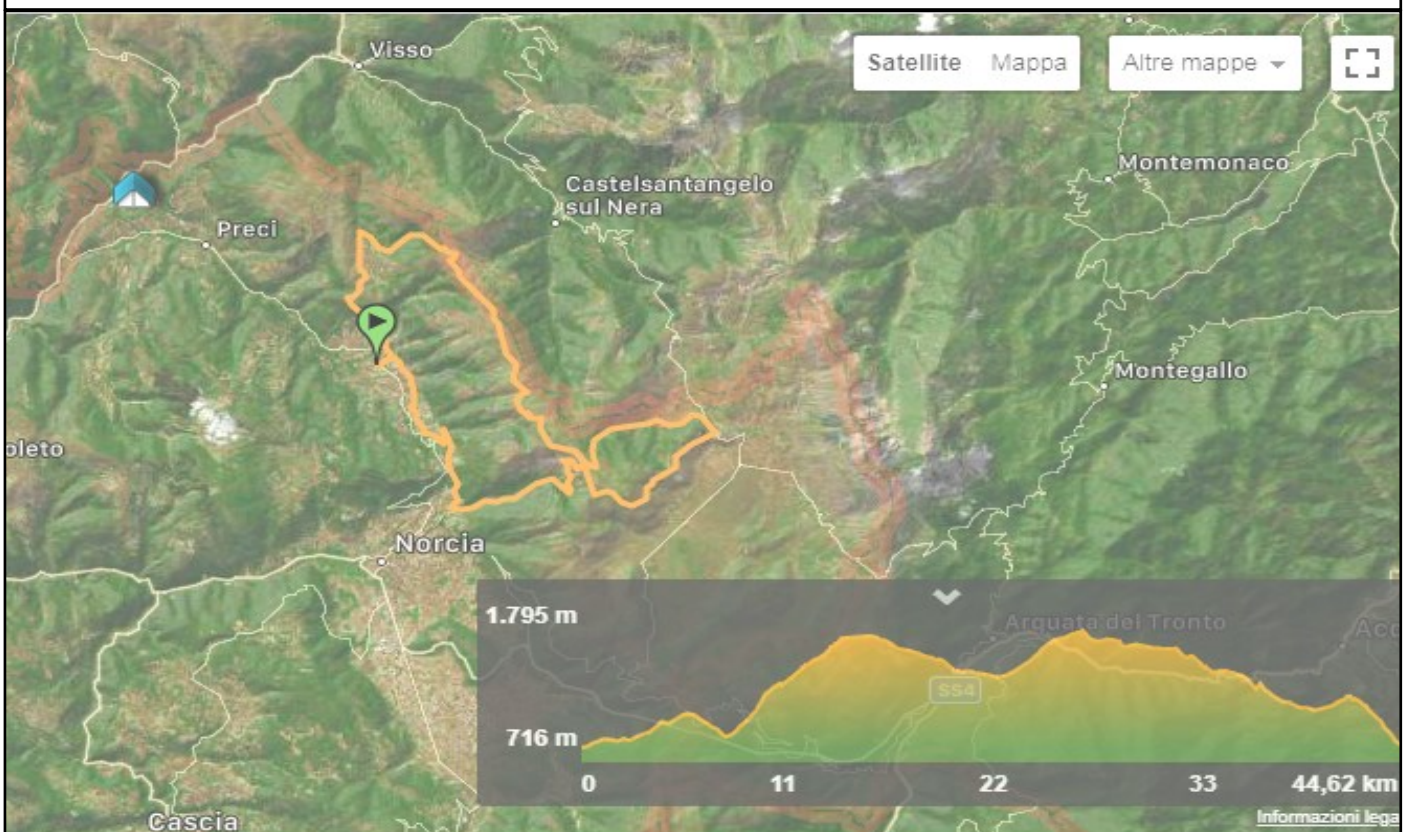 Visso
Satellite Mappa
Altre mappe
Castelsantangelo
sul Nera
Montemonaco
Preci
Montegallo
oleto
Norcia
1.795 m
Arquata del Tronto
Acq
SS4
716 m
0 11 22 33 44,62 km
Informazioni lega
Cascia